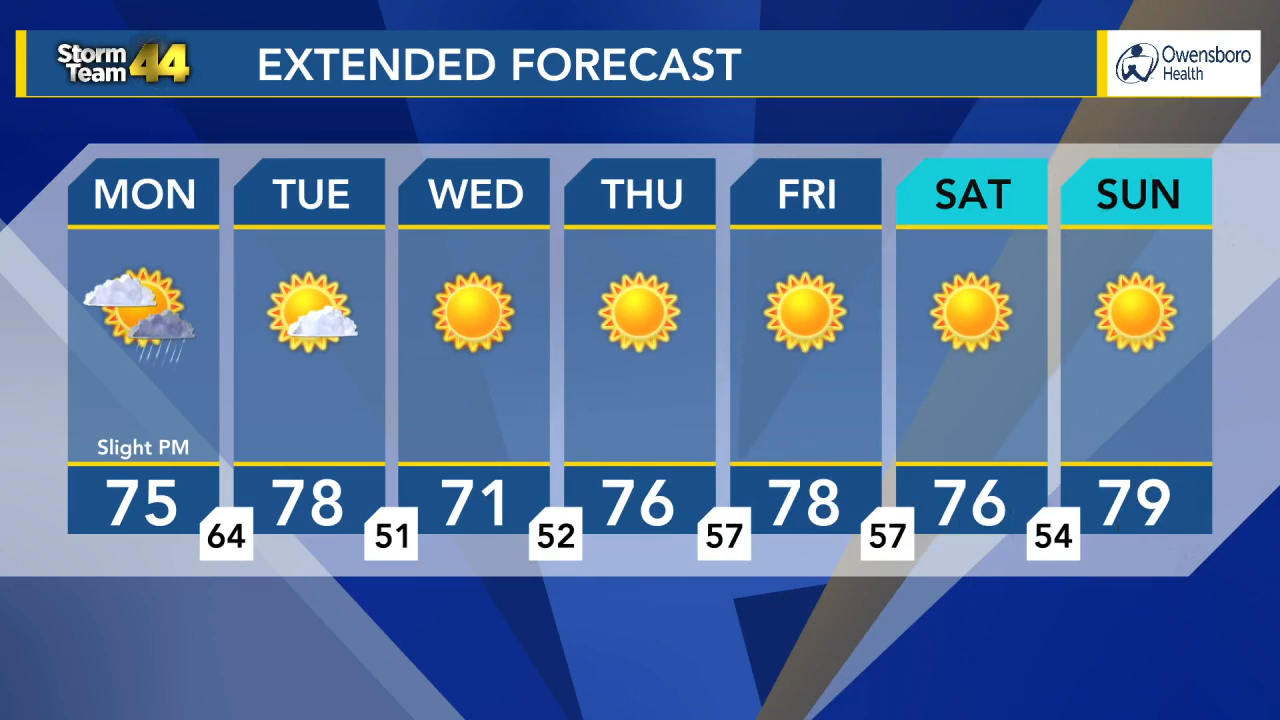 Storm
Team 44
EXTENDED FORECAST
Owensboro
Health
MON TUE WED THU FRI SAT SUN
Slight PM
75 78 71 76 78 76 79
64 51 52 57 57 54